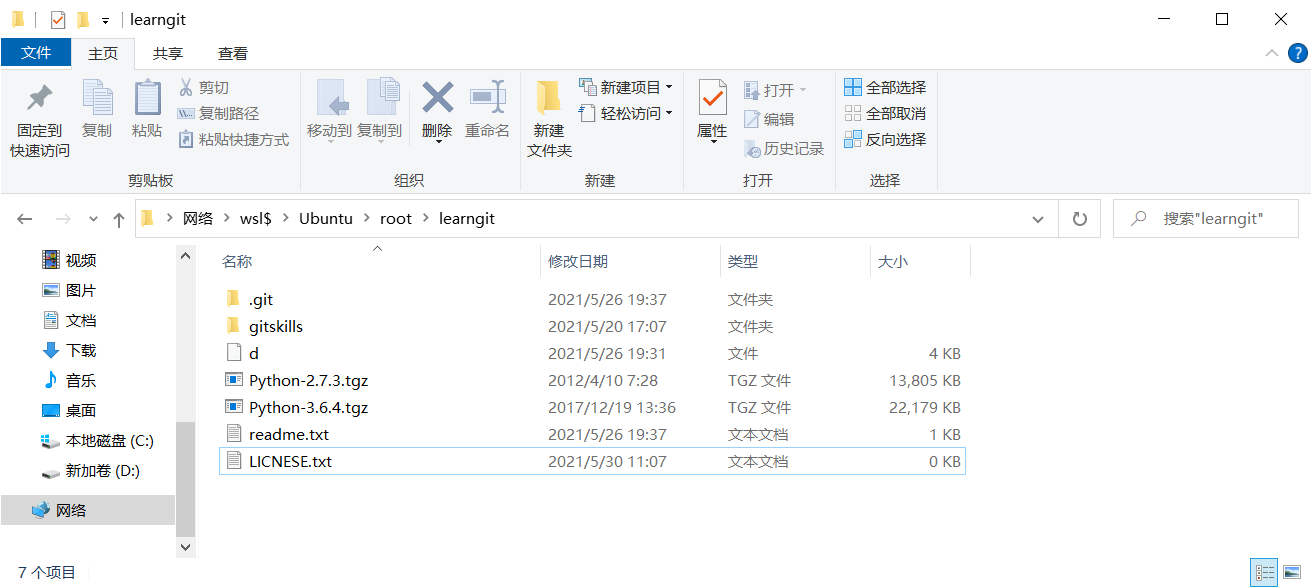 learngit
文件 主页 共享 查看
固定到
快速访问
复制
粘贴
剪切
复制路径
粘贴快捷方式
剪贴板
移动到 复制到
删除
重命名
组织
新建
文件夹
新建项目
轻松访问
新建
属性
打开
编辑
历史记录
打开
全部选择
全部取消
反向选择
选择
网络 > wsl$ > Ubuntu > root > learngit
搜索"learngit"
视频
图片
文档
下载
音乐
桌面
本地磁盘 (C:)
新加卷 (D:)
网络
名称 修改日期 类型 大小
.git 2021/5/26 19:37 文件夹
gitskills 2021/5/20 17:07 文件夹
d 2021/5/26 19:31 文件 4 KB
Python-2.7.3.tgz 2012/4/10 7:28 TGZ 文件 13,805 KB
Python-3.6.4.tgz 2017/12/19 13:36 TGZ 文件 22,179 KB
readme.txt 2021/5/26 19:37 文本文档 1 KB
LICNESE.txt 2021/5/30 11:07 文本文档 0 KB
7 个项目